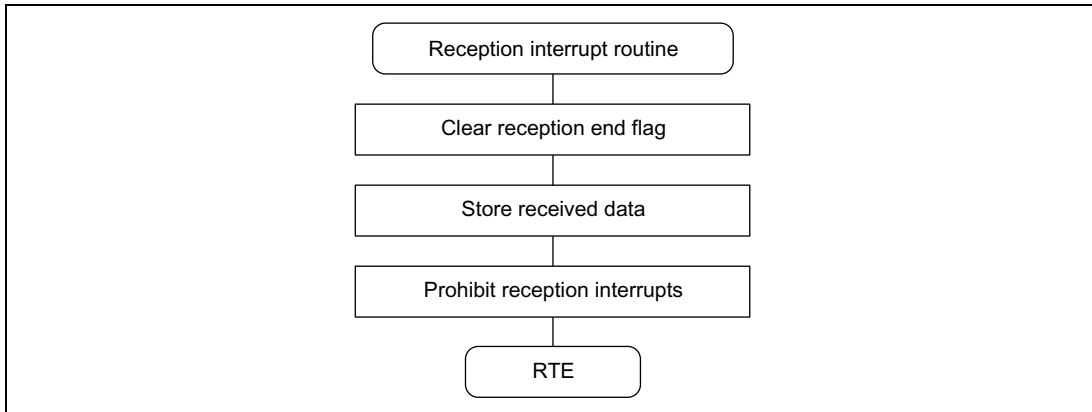 Reception interrupt routine
Clear reception end flag
Store received data
Prohibit reception interrupts
RTE